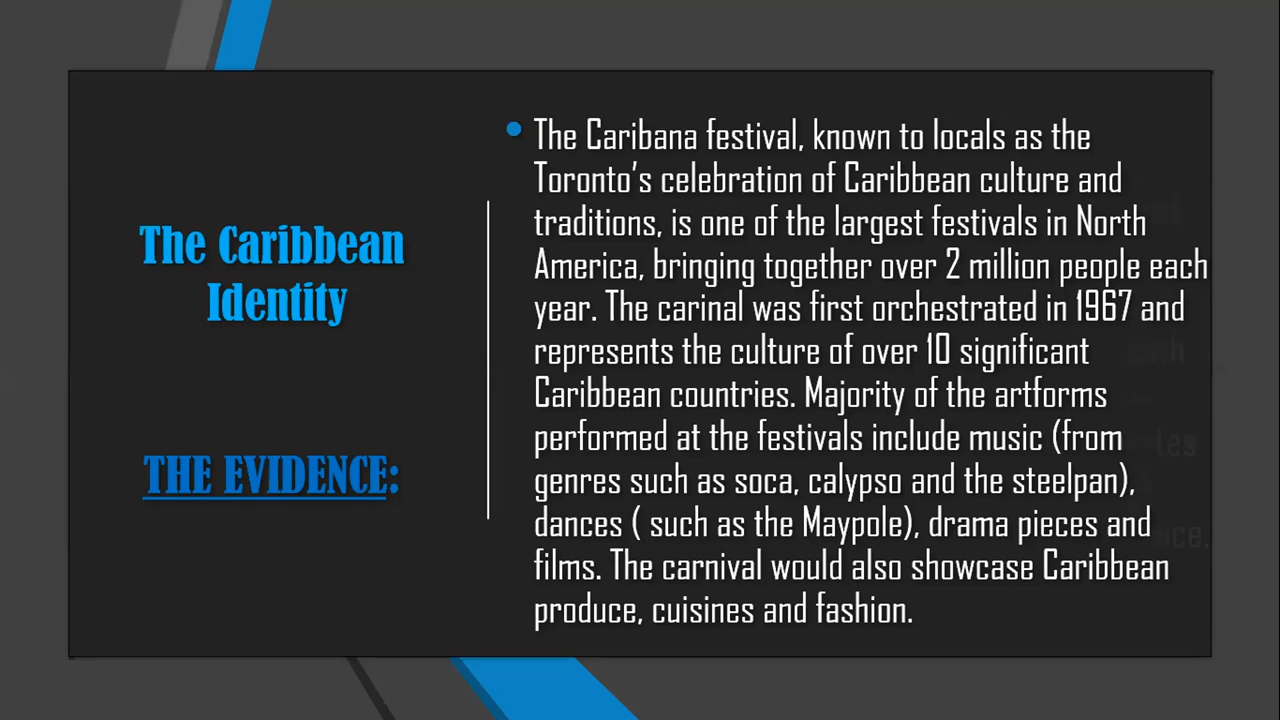 The Caribbean
Identity
THE EVIDENCE:
• The Caribana festival, known to locals as the
Toronto's celebration of Caribbean culture and
traditions, is one of the largest festivals in North
America, bringing together over 2 million people each
year. The carinal was first orchestrated in 1967 and
represents the culture of over 10 significant
Caribbean countries. Majority of the artforms
performed at the festivals include music (from
genres such as soca, calypso and the steelpan),
dances ( such as the Maypole), drama pieces and
films. The carnival would also showcase Caribbean
produce, cuisines and fashion.